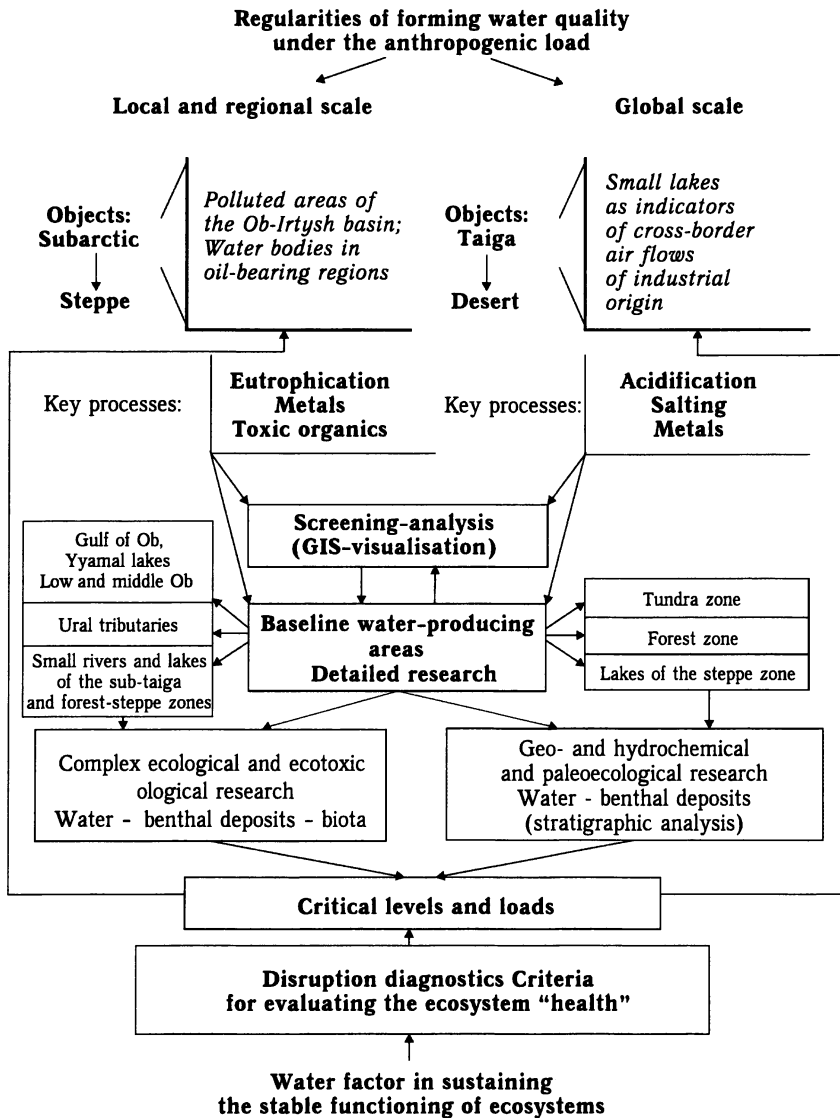 Regularities of forming water quality
under the anthropogenic load
Local and regional scale
Global scale
Objects:
Subarctic
Steppe
Polluted areas of
the Ob-Irtysh basin;
Water bodies in
oil-bearing regions
Objects:
Taiga
Desert
Small lakes
as indicators
of cross-border
air flows
of industrial
origin
Key processes:
Eutrophication
Metals
Toxic organics
Key processes:
Acidification
Salting
Metals
Screening-analysis
(GIS-visualisation)
Gulf of Ob,
Yyamal lakes
Low and middle Ob
Ural tributaries
Small rivers and lakes
of the sub-taiga
and forest-steppe zones
Baseline water-producing
areas
Detailed research
Tundra zone
Forest zone
Lakes of the steppe zone
Complex ecological and ecotoxic
ological research
Water - benthal deposits - biota
Geo- and hydrochemical
and paleoecological research
Water - benthal deposits
(stratigraphic analysis)
Critical levels and loads
Disruption diagnostics Criteria
for evaluating the ecosystem “health”
Water factor in sustaining
the stable functioning of ecosystems